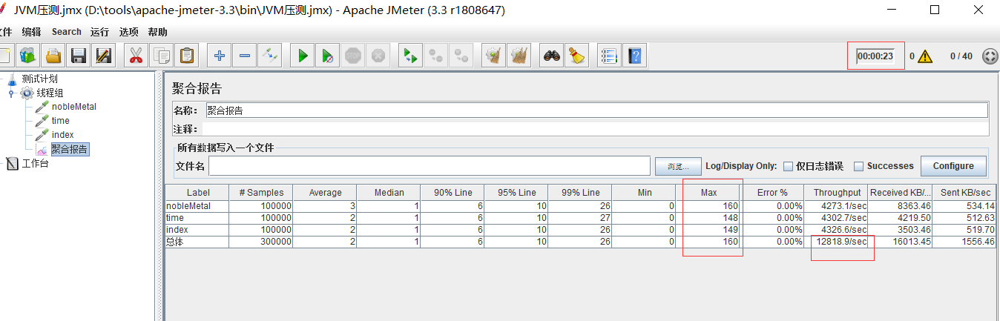 JVM压测.jmx (D:\tools\apache-jmeter-3.3\bin\JVM压测.jmx) - Apache JMeter (3.3 r1808647)
文件 编辑 Search 运行 选项 帮助
00:00:23 0 0 / 40
测试计划
线程组
nobleMetal
time
index
聚合报告
工作台
聚合报告
名称： 聚合报告
注释：
所有数据写入一个文件
文件名 浏览... Log/Display Only: 仅日志错误 Successes Configure
Label # Samples Average Median 90% Line 95% Line 99% Line Min Max Error % Throughput Received KB/... Sent KB/sec
nobleMetal 100000 3 1 6 10 26 0 160 0.00% 4273.1/sec 8363.46 534.14
time 100000 2 1 6 10 27 0 148 0.00% 4302.7/sec 4219.50 512.63
index 100000 2 1 6 10 26 0 149 0.00% 4326.6/sec 3503.46 519.70
总体 300000 2 1 6 10 26 0 160 0.00% 12818.9/sec 16013.45 1556.46